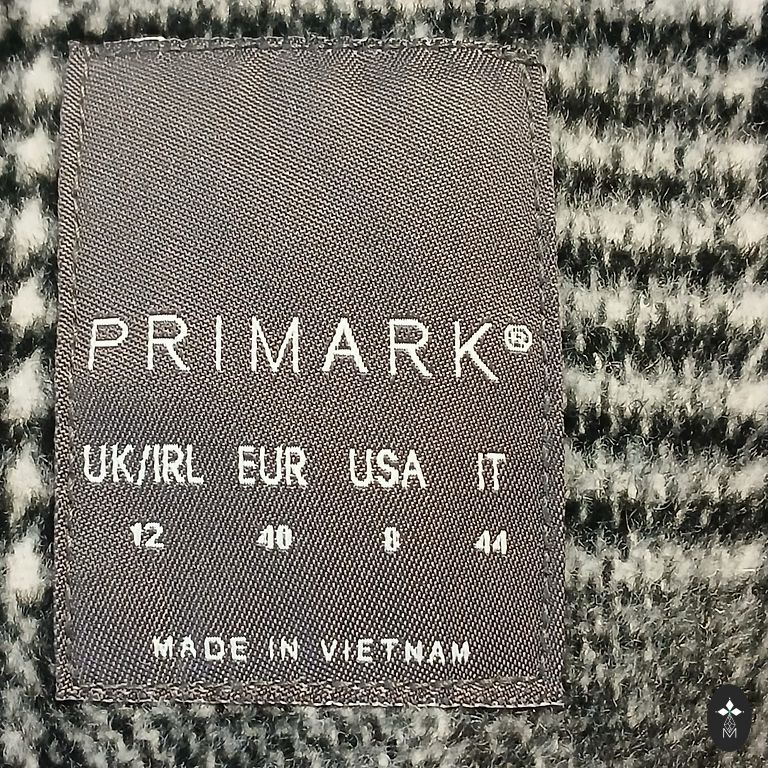 PRIMARK®
UK/IRL EUR USA IT
12 40 8 44
MADE IN VIETNAM
M